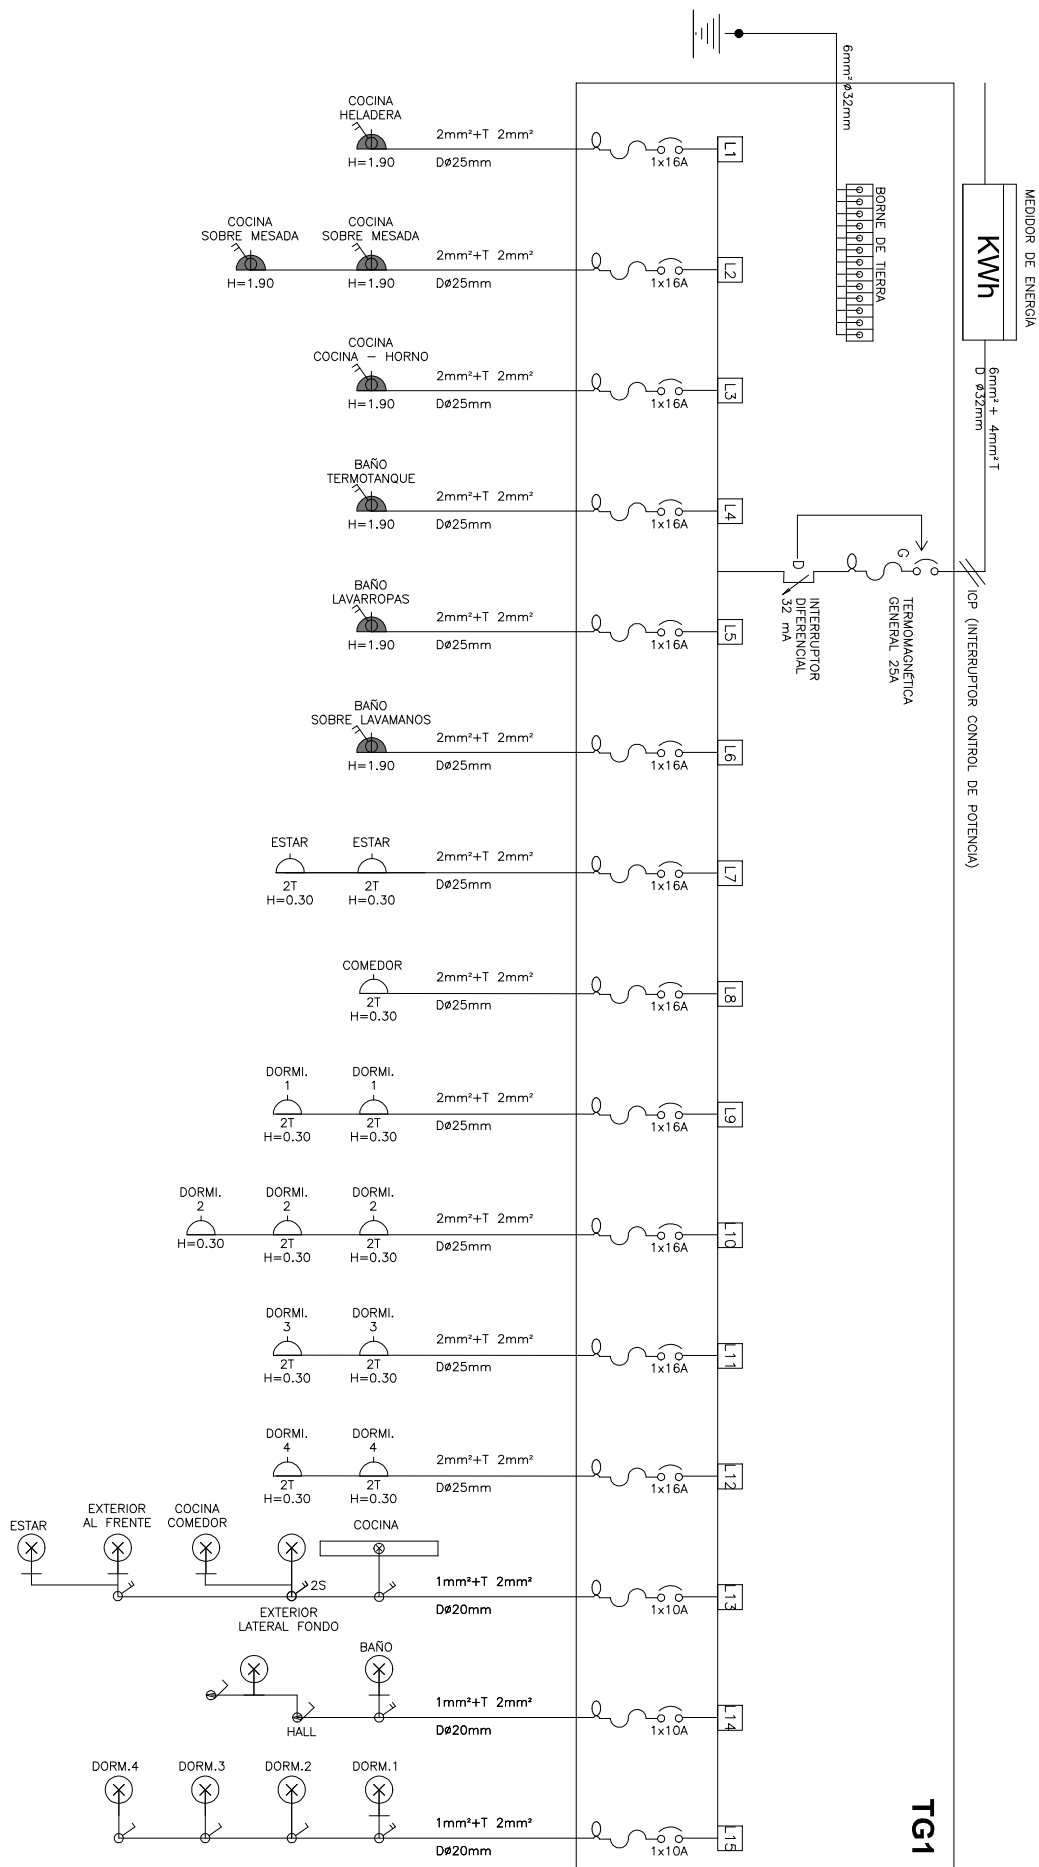 6mm² ø32mm
BORNE DE TIERRA
MEDIDOR DE ENERGÍA
KWh
6mm² + 4mm²T
D ø32mm
ICP (INTERRUPTOR CONTROL DE POTENCIA)
G
TERMOMAGNÉTICA
GENERAL 25A
D
INTERRUPTOR
DIFERENCIAL
32 mA
TG1
COCINA
HELADERA
H=1.90
2mm²+T 2mm²
Dø25mm
1x16A
L1
COCINA
SOBRE MESADA
H=1.90
COCINA
SOBRE MESADA
H=1.90
2mm²+T 2mm²
Dø25mm
1x16A
L2
COCINA
COCINA - HORNO
H=1.90
2mm²+T 2mm²
Dø25mm
1x16A
L3
BAÑO
TERMOTANQUE
H=1.90
2mm²+T 2mm²
Dø25mm
1x16A
L4
BAÑO
LAVARROPAS
H=1.90
2mm²+T 2mm²
Dø25mm
1x16A
L5
BAÑO
SOBRE LAVAMANOS
H=1.90
2mm²+T 2mm²
Dø25mm
1x16A
L6
ESTAR
2T
H=0.30
ESTAR
2T
H=0.30
2mm²+T 2mm²
Dø25mm
1x16A
L7
COMEDOR
2T
H=0.30
2mm²+T 2mm²
Dø25mm
1x16A
L8
DORMI.
1
2T
H=0.30
DORMI.
1
2T
H=0.30
2mm²+T 2mm²
Dø25mm
1x16A
L9
DORMI.
2
H=0.30
DORMI.
2
2T
H=0.30
DORMI.
2
2T
H=0.30
2mm²+T 2mm²
Dø25mm
1x16A
L10
DORMI.
3
2T
H=0.30
DORMI.
3
2T
H=0.30
2mm²+T 2mm²
Dø25mm
1x16A
L11
DORMI.
4
2T
H=0.30
DORMI.
4
2T
H=0.30
2mm²+T 2mm²
Dø25mm
1x16A
L12
ESTAR
EXTERIOR
AL FRENTE
COCINA
COMEDOR
2S
EXTERIOR
LATERAL FONDO
COCINA
1mm²+T 2mm²
Dø20mm
1x10A
L13
HALL
BAÑO
1mm²+T 2mm²
Dø20mm
1x10A
L14
DORM.4
DORM.3
DORM.2
DORM.1
1mm²+T 2mm²
Dø20mm
1x10A
L15